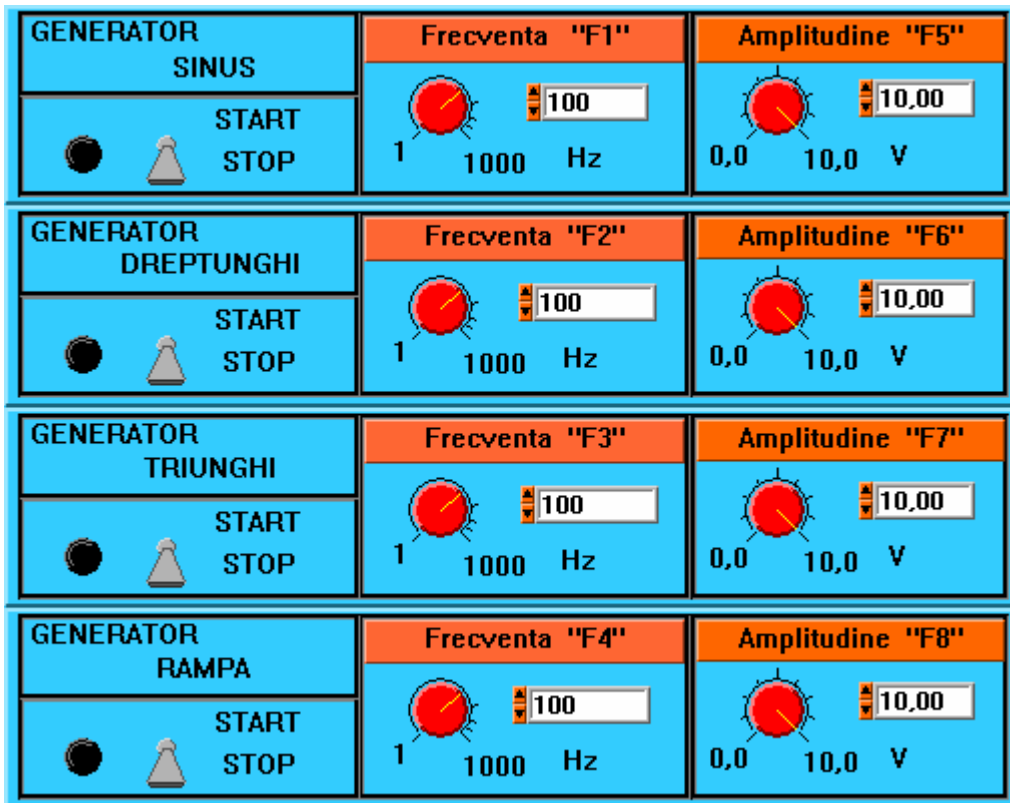 GENERATOR
SINUS
START
STOP
Frecventa "F1"
100
1
1000 Hz
Amplitudine "F5"
10,00
0,0
10,0 V
GENERATOR
DREPTUNGHI
START
STOP
Frecventa "F2"
100
1
1000 Hz
Amplitudine "F6"
10,00
0,0
10,0 V
GENERATOR
TRIUNGHI
START
STOP
Frecventa "F3"
100
1
1000 Hz
Amplitudine "F7"
10,00
0,0
10,0 V
GENERATOR
RAMPA
START
STOP
Frecventa "F4"
100
1
1000 Hz
Amplitudine "F8"
10,00
0,0
10,0 V